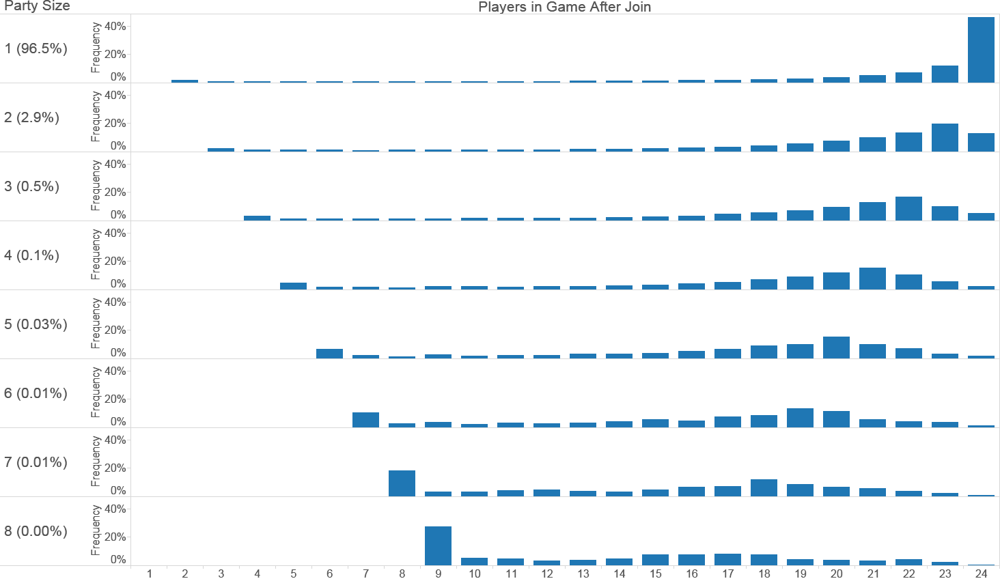 Party Size
Players in Game After Join
1 (96.5%)
Frequency
40%
20%
0%
2 (2.9%)
Frequency
40%
20%
0%
3 (0.5%)
Frequency
40%
20%
0%
4 (0.1%)
Frequency
40%
20%
0%
5 (0.03%)
Frequency
40%
20%
0%
6 (0.01%)
Frequency
40%
20%
0%
7 (0.01%)
Frequency
40%
20%
0%
8 (0.00%)
Frequency
40%
20%
0%
1 2 3 4 5 6 7 8 9 10 11 12 13 14 15 16 17 18 19 20 21 22 23 24